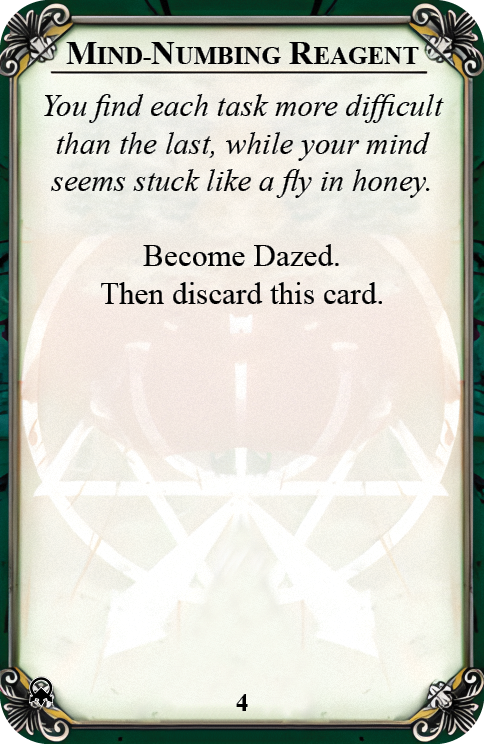 MIND-NUMBING REAGENT
You find each task more difficult
than the last, while your mind
seems stuck like a fly in honey.
Become Dazed.
Then discard this card.
4